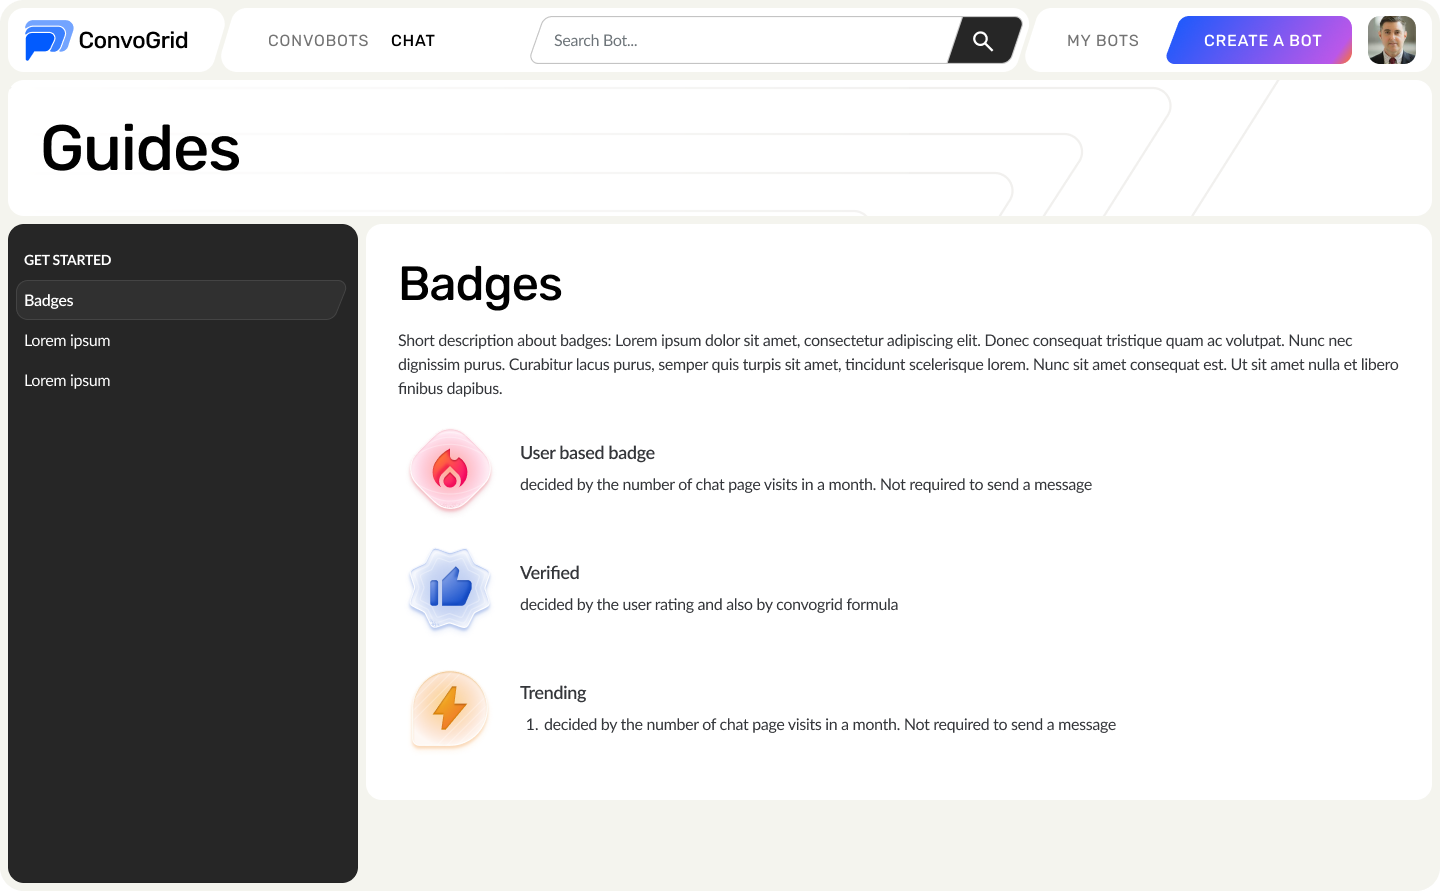 ConvoGrid
CONVOBOTS
CHAT
Search Bot...
MY BOTS
CREATE A BOT
Guides
GET STARTED
Badges
Lorem ipsum
Lorem ipsum
Badges
Short description about badges: Lorem ipsum dolor sit amet, consectetur adipiscing elit. Donec consequat tristique quam ac volutpat. Nunc nec
dignissim purus. Curabitur lacus purus, semper quis turpis sit amet, tincidunt scelerisque lorem. Nunc sit amet consequat est. Ut sit amet nulla et libero
finibus dapibus.
User based badge
decided by the number of chat page visits in a month. Not required to send a message
Verified
decided by the user rating and also by convogrid formula
Trending
1. decided by the number of chat page visits in a month. Not required to send a message